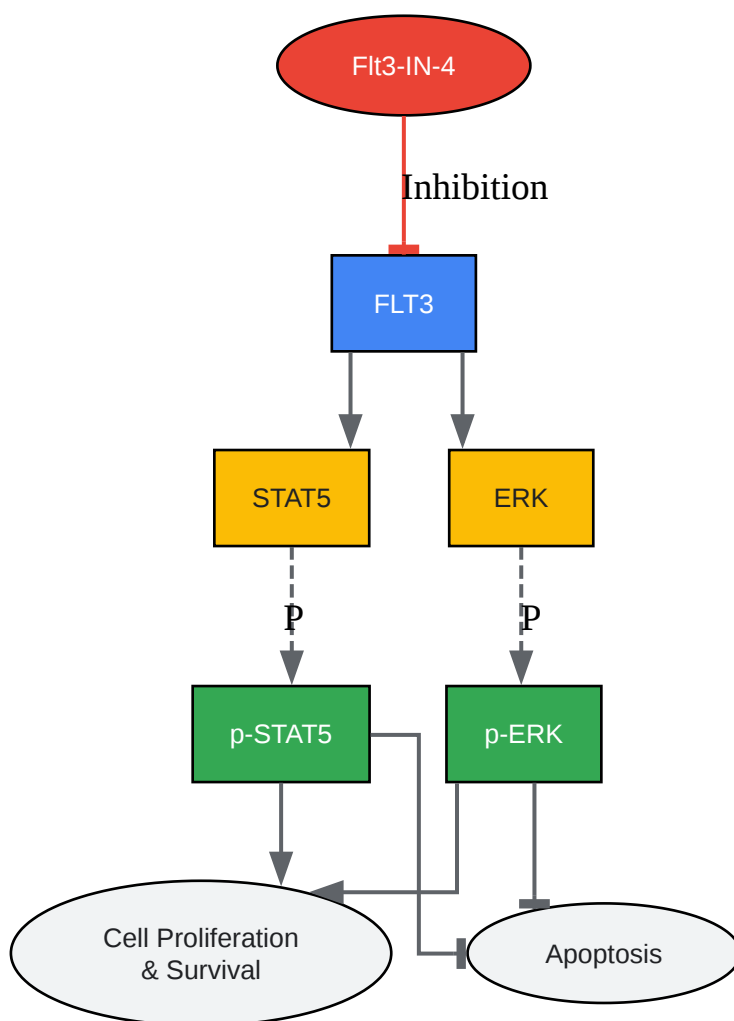 Flt3-IN-4
Inhibition
FLT3
STAT5
ERK
P
P
p-STAT5
p-ERK
Cell Proliferation
& Survival
Apoptosis